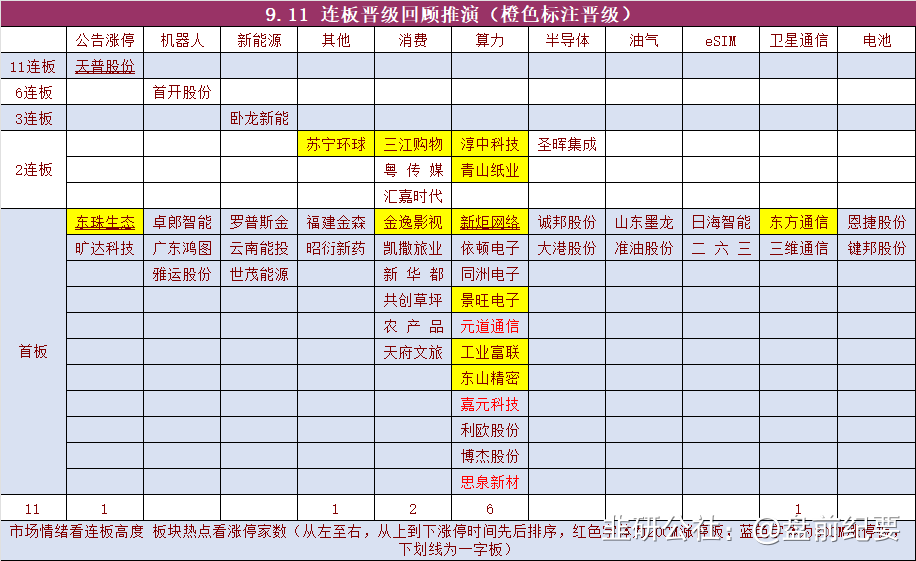 9.11 连板晋级回顾推演（橙色标注晋级）
公告涨停 机器人 新能源 其他 消费 算力 半导体 油气 eSIM 卫星通信 电池
11连板 天普股份
6连板 首开股份
3连板 卧龙新能
苏宁环球 三江购物 淳中科技 圣晖集成
2连板 粤传媒 青山纸业
汇嘉时代
东珠生态 卓郎智能 罗普斯金 福建金森 金逸影视 新炬网络 诚邦股份 山东墨龙 日海智能 东方通信 恩捷股份
旷达科技 广东鸿图 云南能投 昭衍新药 凯撒旅业 依顿电子 大港股份 准油股份 二六三 三维通信 键邦股份
雅运股份 世茂能源 新华都 同洲电子
共创草坪 景旺电子
农产品 元道通信
首板 天府文旅 工业富联
东山精密
嘉元科技
利欧股份
博杰股份
思泉新材
11 1 1 2 6 1
市场情绪看连板高度 板块热点看涨停家数（从左至右，从上到下涨停时间先后排序，红色
下划线为一字板）
韭研公社：@盘前纪要